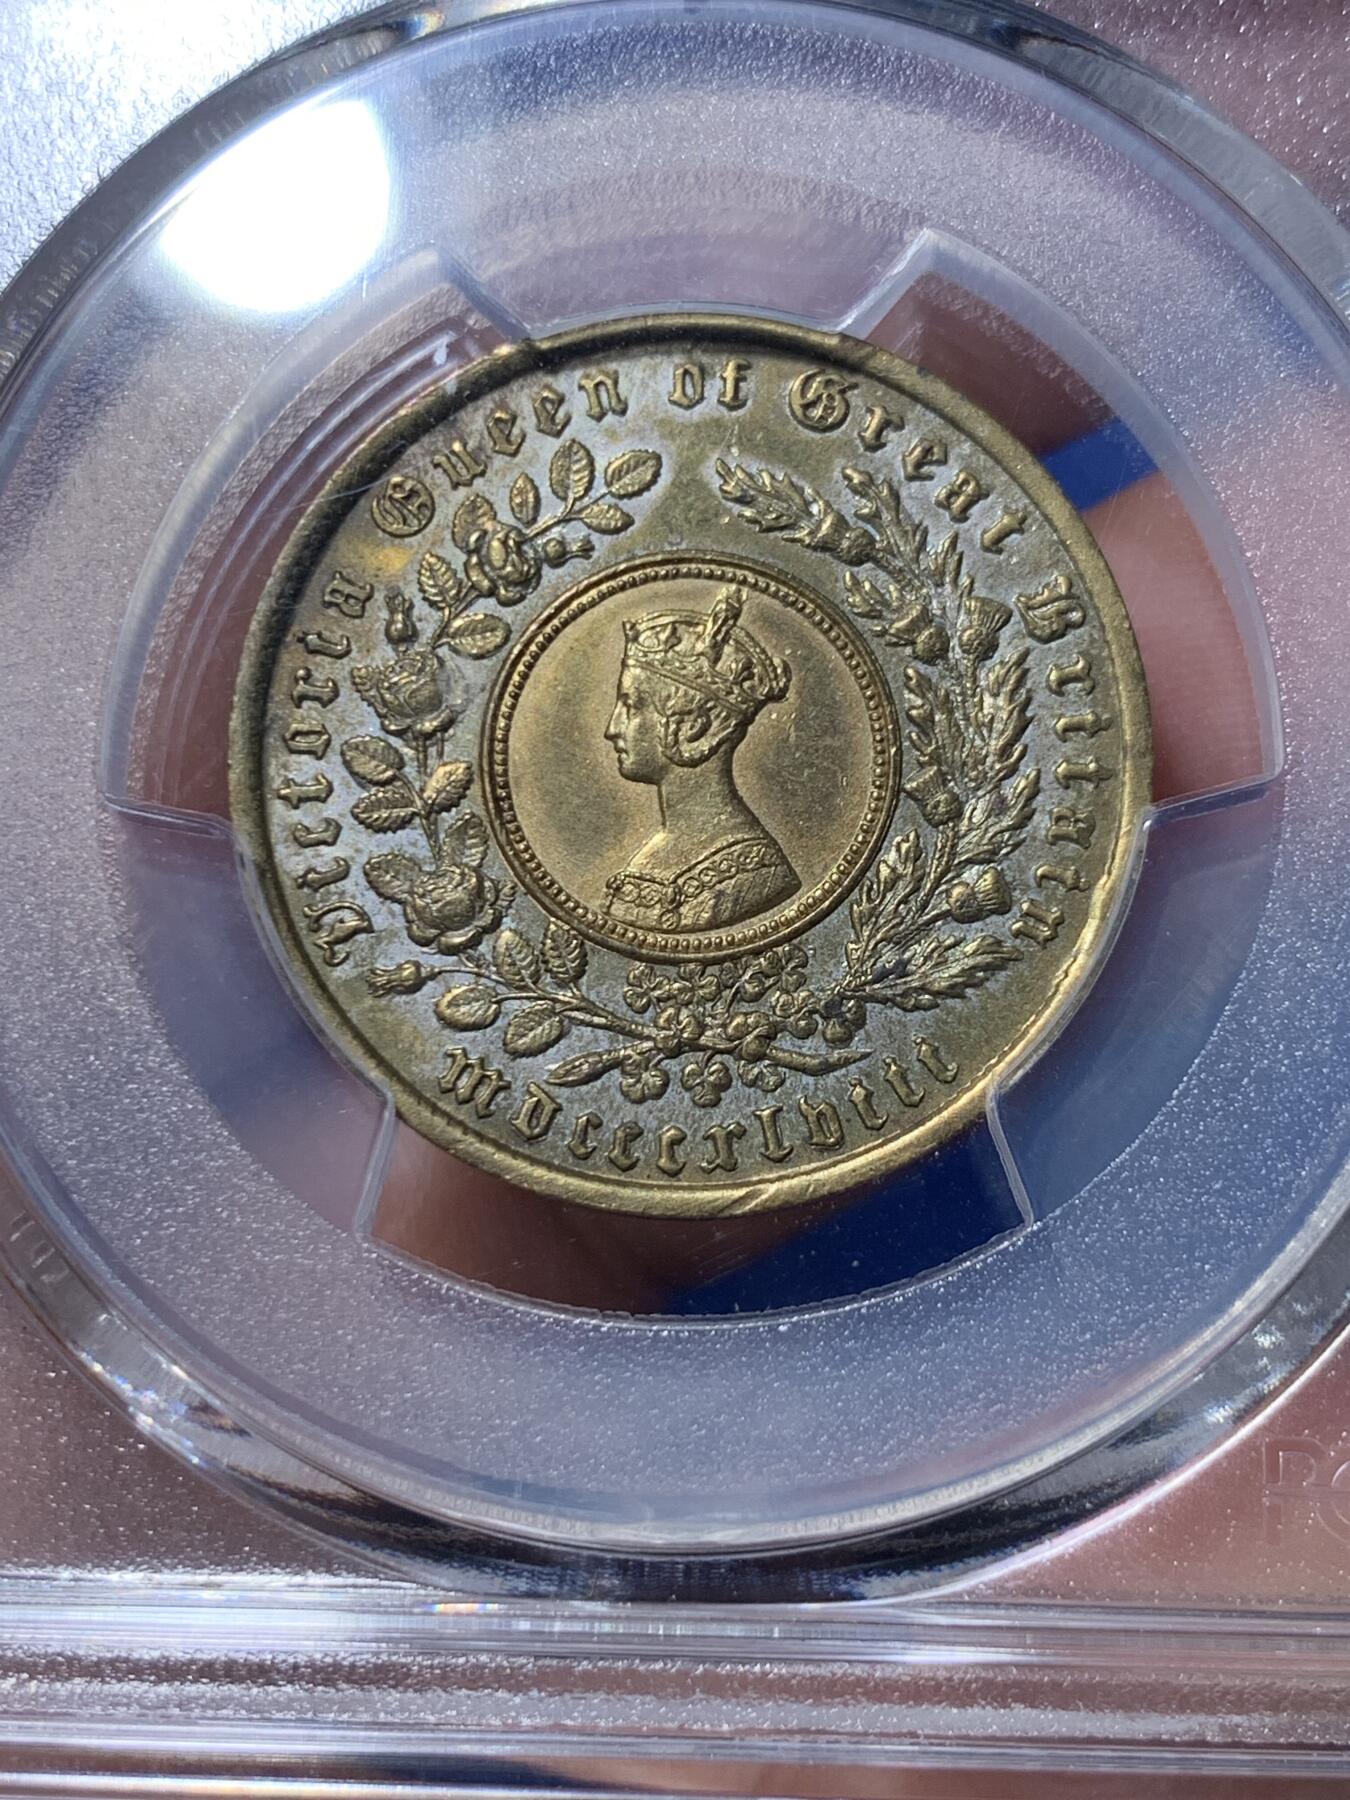 Victoria Queen of Great Britain
Mdcccxlviii